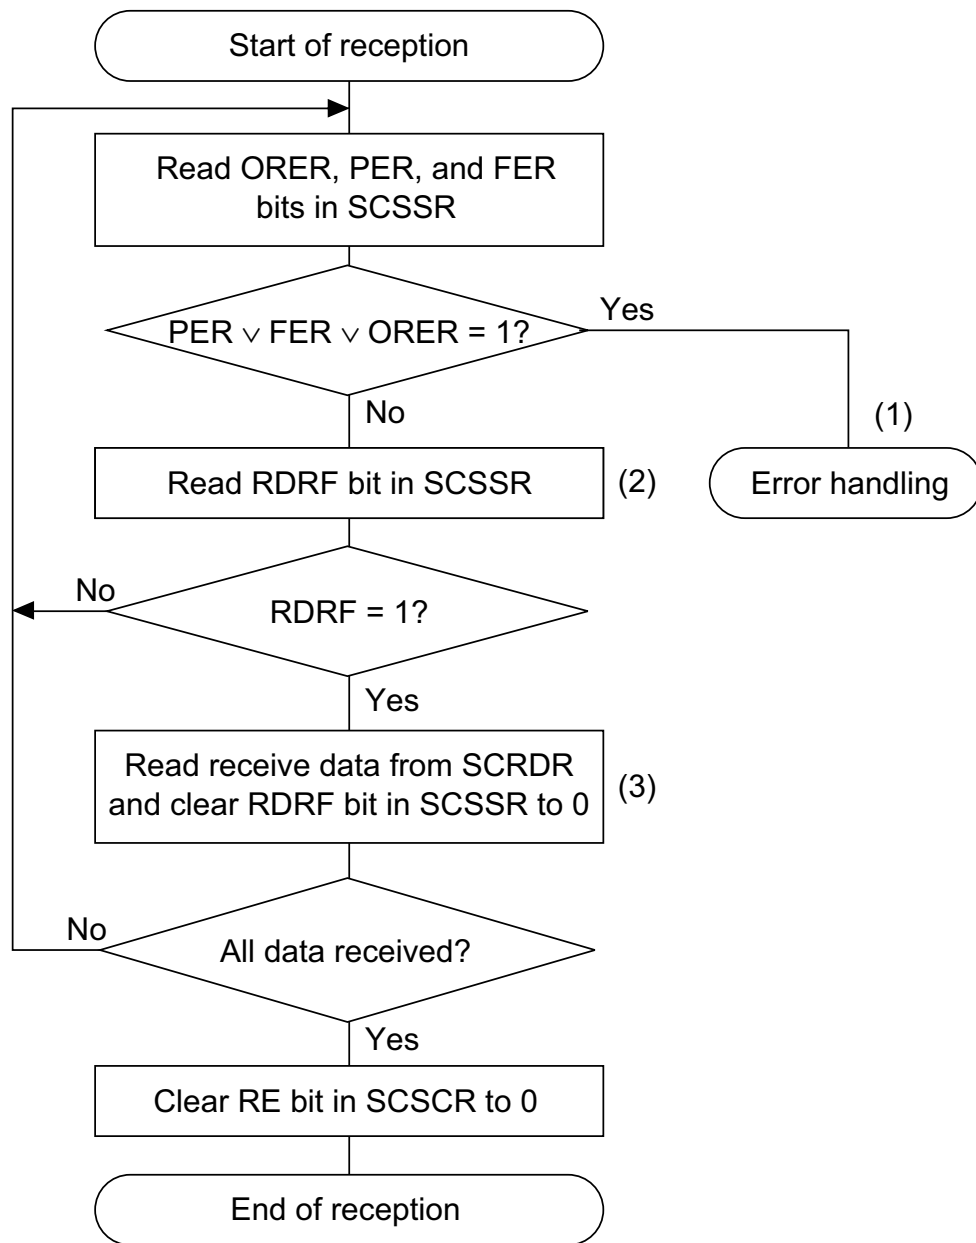 Start of reception
Read ORER, PER, and FER
bits in SCSSR
PER ∨ FER ∨ ORER = 1?
Yes
No
(1)
Read RDRF bit in SCSSR
(2)
Error handling
No
RDRF = 1?
Yes
Read receive data from SCRDR
and clear RDRF bit in SCSSR to 0
(3)
No
All data received?
Yes
Clear RE bit in SCSCR to 0
End of reception